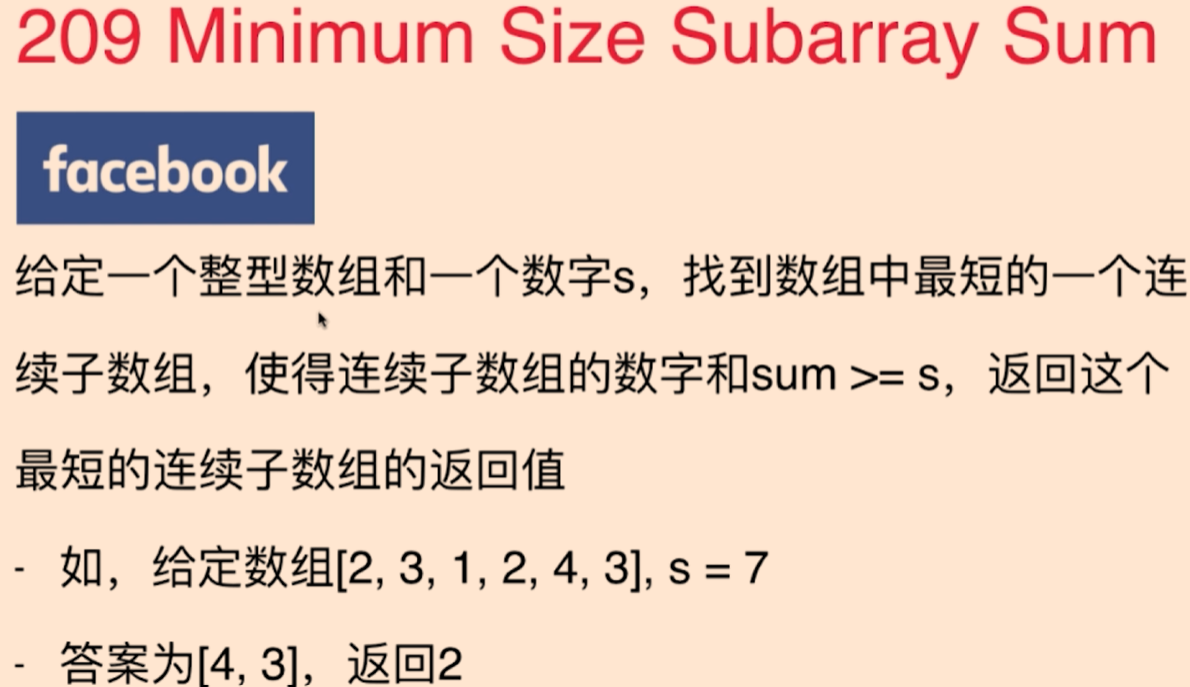 209 Minimum Size Subarray Sum
facebook
给定一个整型数组和一个数字s，找到数组中最短的一个连
续子数组，使得连续子数组的数字和sum >= s，返回这个
最短的连续子数组的返回值
- 如，给定数组[2, 3, 1, 2, 4, 3], s = 7
- 答案为[4, 3]，返回2